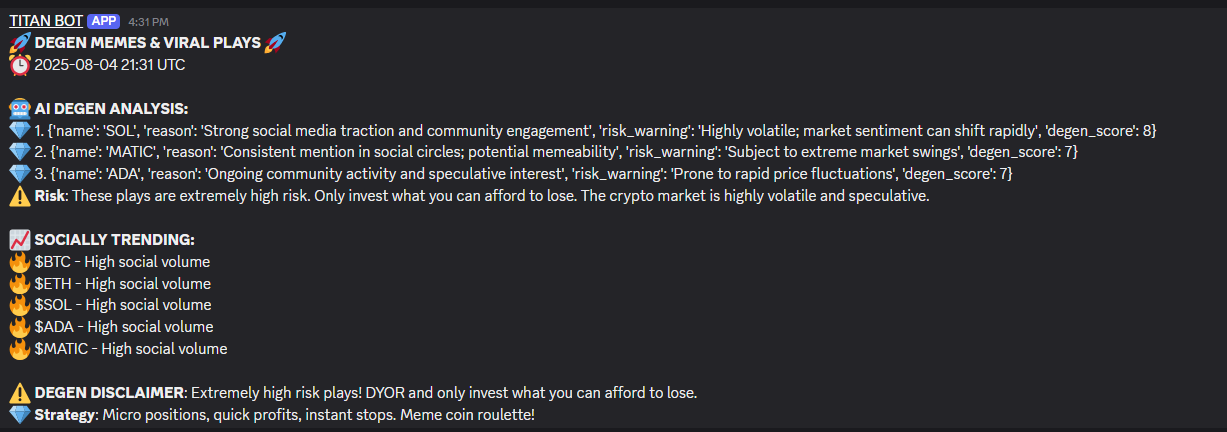 TITAN BOT APP 4:31 PM
🚀 DEGEN MEMES & VIRAL PLAYS 🚀
⏰ 2025-08-04 21:31 UTC
🤖 AI DEGEN ANALYSIS:
💎 1. {'name': 'SOL', 'reason': 'Strong social media traction and community engagement', 'risk_warning': 'Highly volatile; market sentiment can shift rapidly', 'degen_score': 8}
💎 2. {'name': 'MATIC', 'reason': 'Consistent mention in social circles; potential memeability', 'risk_warning': 'Subject to extreme market swings', 'degen_score': 7}
💎 3. {'name': 'ADA', 'reason': 'Ongoing community activity and speculative interest', 'risk_warning': 'Prone to rapid price fluctuations', 'degen_score': 7}
⚠️ Risk: These plays are extremely high risk. Only invest what you can afford to lose. The crypto market is highly volatile and speculative.
📈 SOCIALLY TRENDING:
🔥 $BTC - High social volume
🔥 $ETH - High social volume
🔥 $SOL - High social volume
🔥 $ADA - High social volume
🔥 $MATIC - High social volume
⚠️ DEGEN DISCLAIMER: Extremely high risk plays! DYOR and only invest what you can afford to lose.
💎 Strategy: Micro positions, quick profits, instant stops. Meme coin roulette!